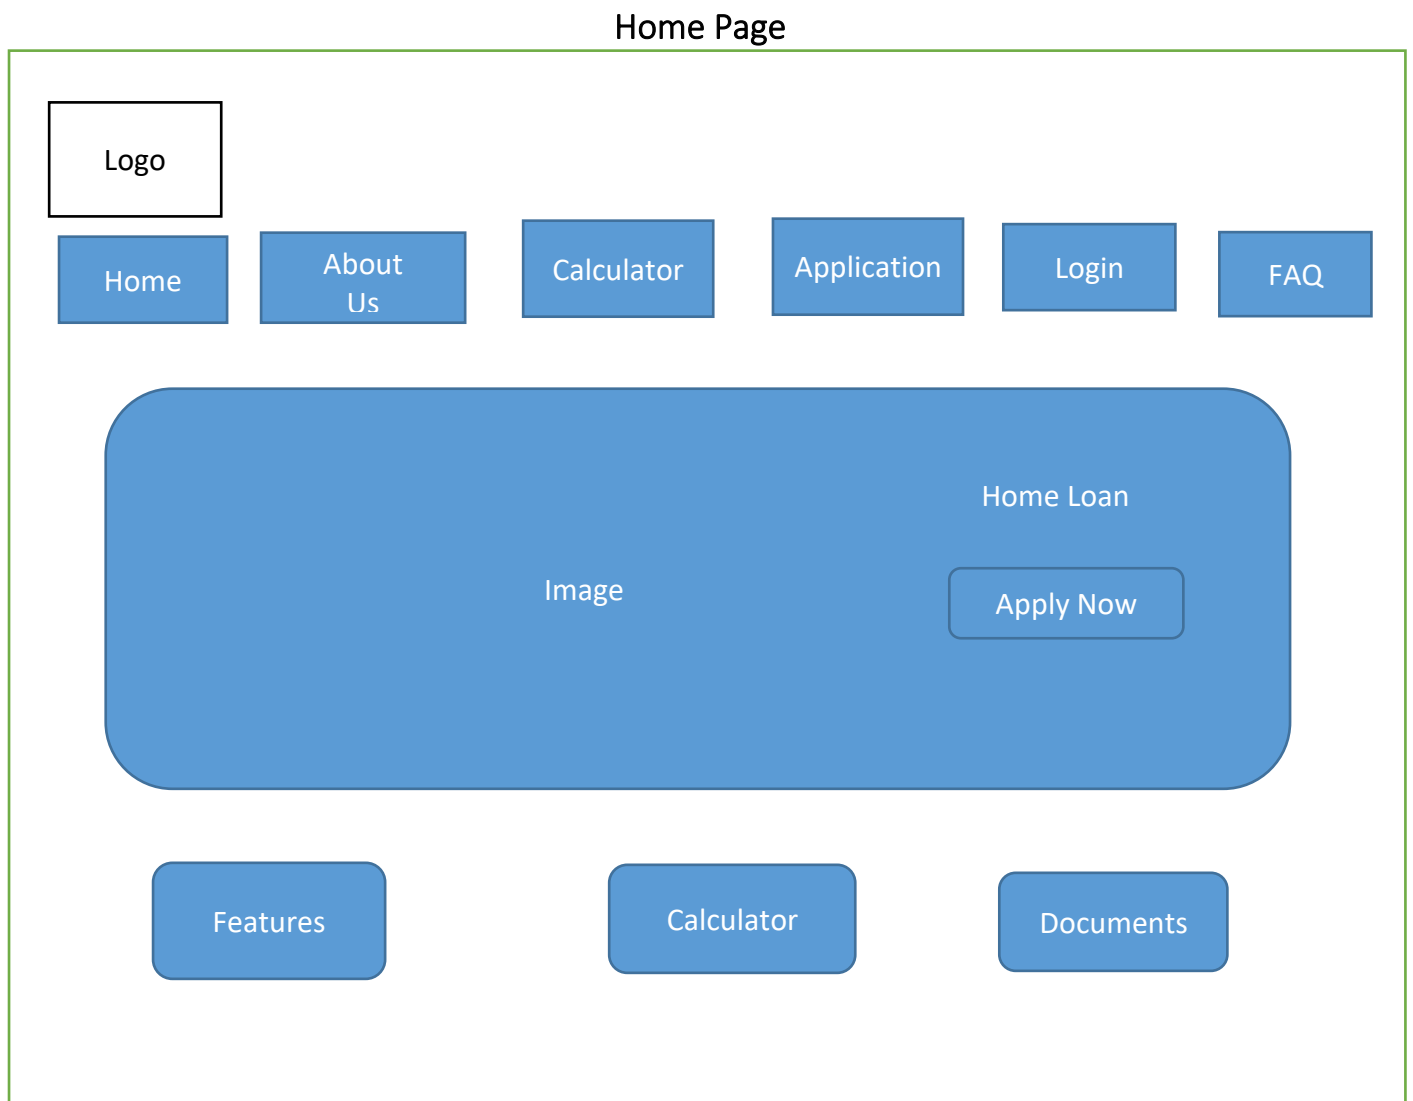 Home Page
Logo
Home
About
Us
Calculator
Application
Login
FAQ
Home Loan
Image
Apply Now
Features
Calculator
Documents